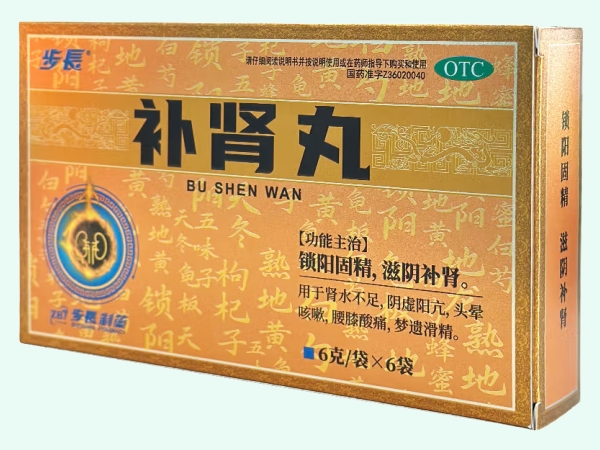 步長®
请仔细阅读说明书并按说明使用或在药师指导下购买和使用
国药准字Z36020040
OTC
补肾丸
BU SHEN WAN
【功能主治】
锁阳固精,滋阴补肾。
用于肾水不足,阴虚阳亢,头晕
咳嗽,腰膝酸痛,梦遗滑精。
6克/袋×6袋
步長制药
锁阳固精 滋阴补肾